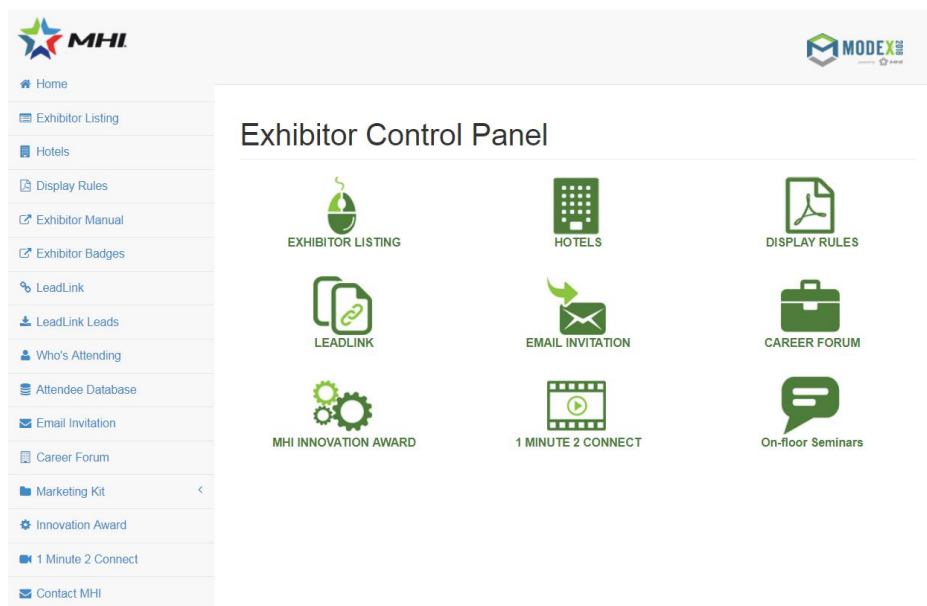 MHI.
MODEX 2018
Home
Exhibitor Listing
Hotels
Display Rules
Exhibitor Manual
Exhibitor Badges
LeadLink
LeadLink Leads
Who's Attending
Attendee Database
Email Invitation
Career Forum
Marketing Kit
Innovation Award
1 Minute 2 Connect
Contact MHI
Exhibitor Control Panel
EXHIBITOR LISTING
HOTELS
DISPLAY RULES
LEADLINK
EMAIL INVITATION
CAREER FORUM
MHI INNOVATION AWARD
1 MINUTE 2 CONNECT
On-floor Seminars